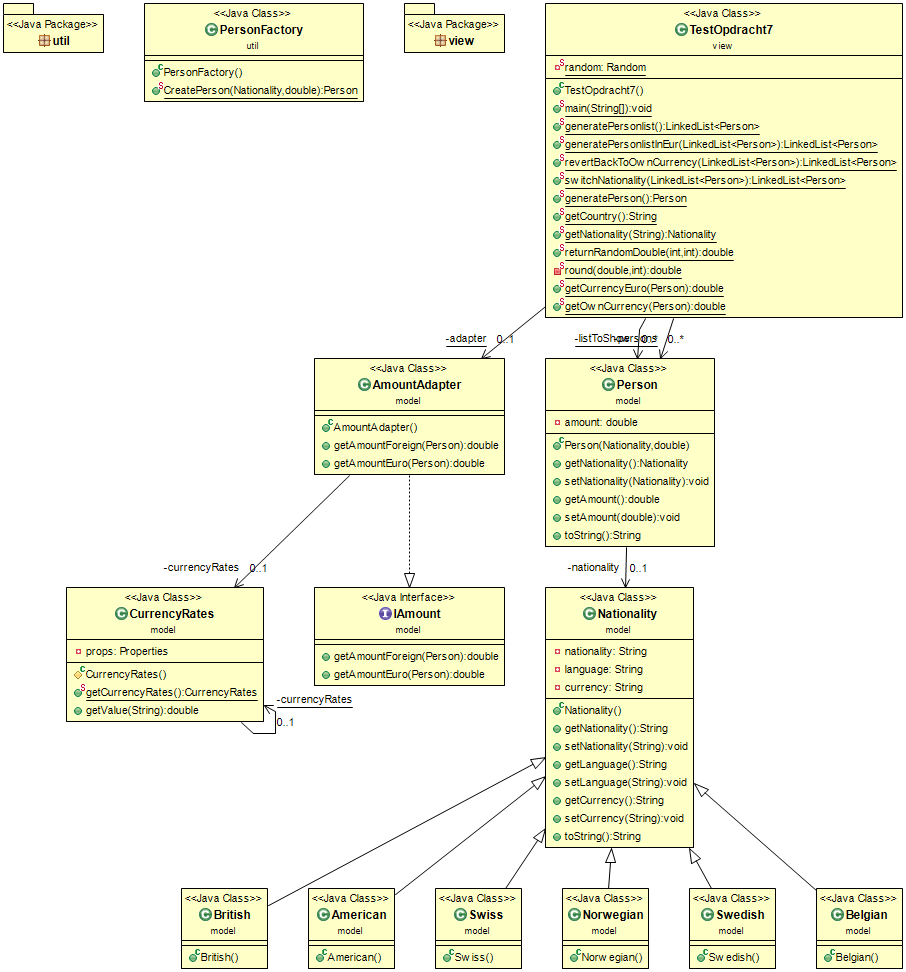 <<Java Package>>
util
<<Java Class>>
PersonFactory
util
PersonFactory()
CreatePerson(Nationality,double):Person
<<Java Package>>
view
<<Java Class>>
TestOpdracht7
view
random: Random
TestOpdracht7()
main(String[]):void
generatePersonlist():LinkedList<Person>
generatePersonlistInEur(LinkedList<Person>):LinkedList<Person>
revertBackToOwnCurrency(LinkedList<Person>):LinkedList<Person>
switchNationality(LinkedList<Person>):LinkedList<Person>
generatePerson():Person
getCountry():String
getNationality(String):Nationality
returnRandomDouble(int,int):double
round(double,int):double
getCurrencyEuro(Person):double
getOwnCurrency(Person):double
-adapter 0..1
-listToShow 0..*
-persons 0..*
<<Java Class>>
AmountAdapter
model
AmountAdapter()
getAmountForeign(Person):double
getAmountEuro(Person):double
<<Java Class>>
Person
model
amount: double
Person(Nationality,double)
getNationality():Nationality
setNationality(Nationality):void
getAmount():double
setAmount(double):void
toString():String
-currencyRates 0..1
-nationality 0..1
<<Java Class>>
CurrencyRates
model
props: Properties
CurrencyRates()
getCurrencyRates():CurrencyRates
getValue(String):double
-currencyRates
0..1
<<Java Interface>>
IAmount
model
getAmountForeign(Person):double
getAmountEuro(Person):double
<<Java Class>>
Nationality
model
nationality: String
language: String
currency: String
Nationality()
getNationality():String
setNationality(String):void
getLanguage():String
setLanguage(String):void
getCurrency():String
setCurrency(String):void
toString():String
<<Java Class>>
British
model
British()
<<Java Class>>
American
model
American()
<<Java Class>>
Swiss
model
Swiss()
<<Java Class>>
Norwegian
model
Norwegian()
<<Java Class>>
Swedish
model
Swedish()
<<Java Class>>
Belgian
model
Belgian()